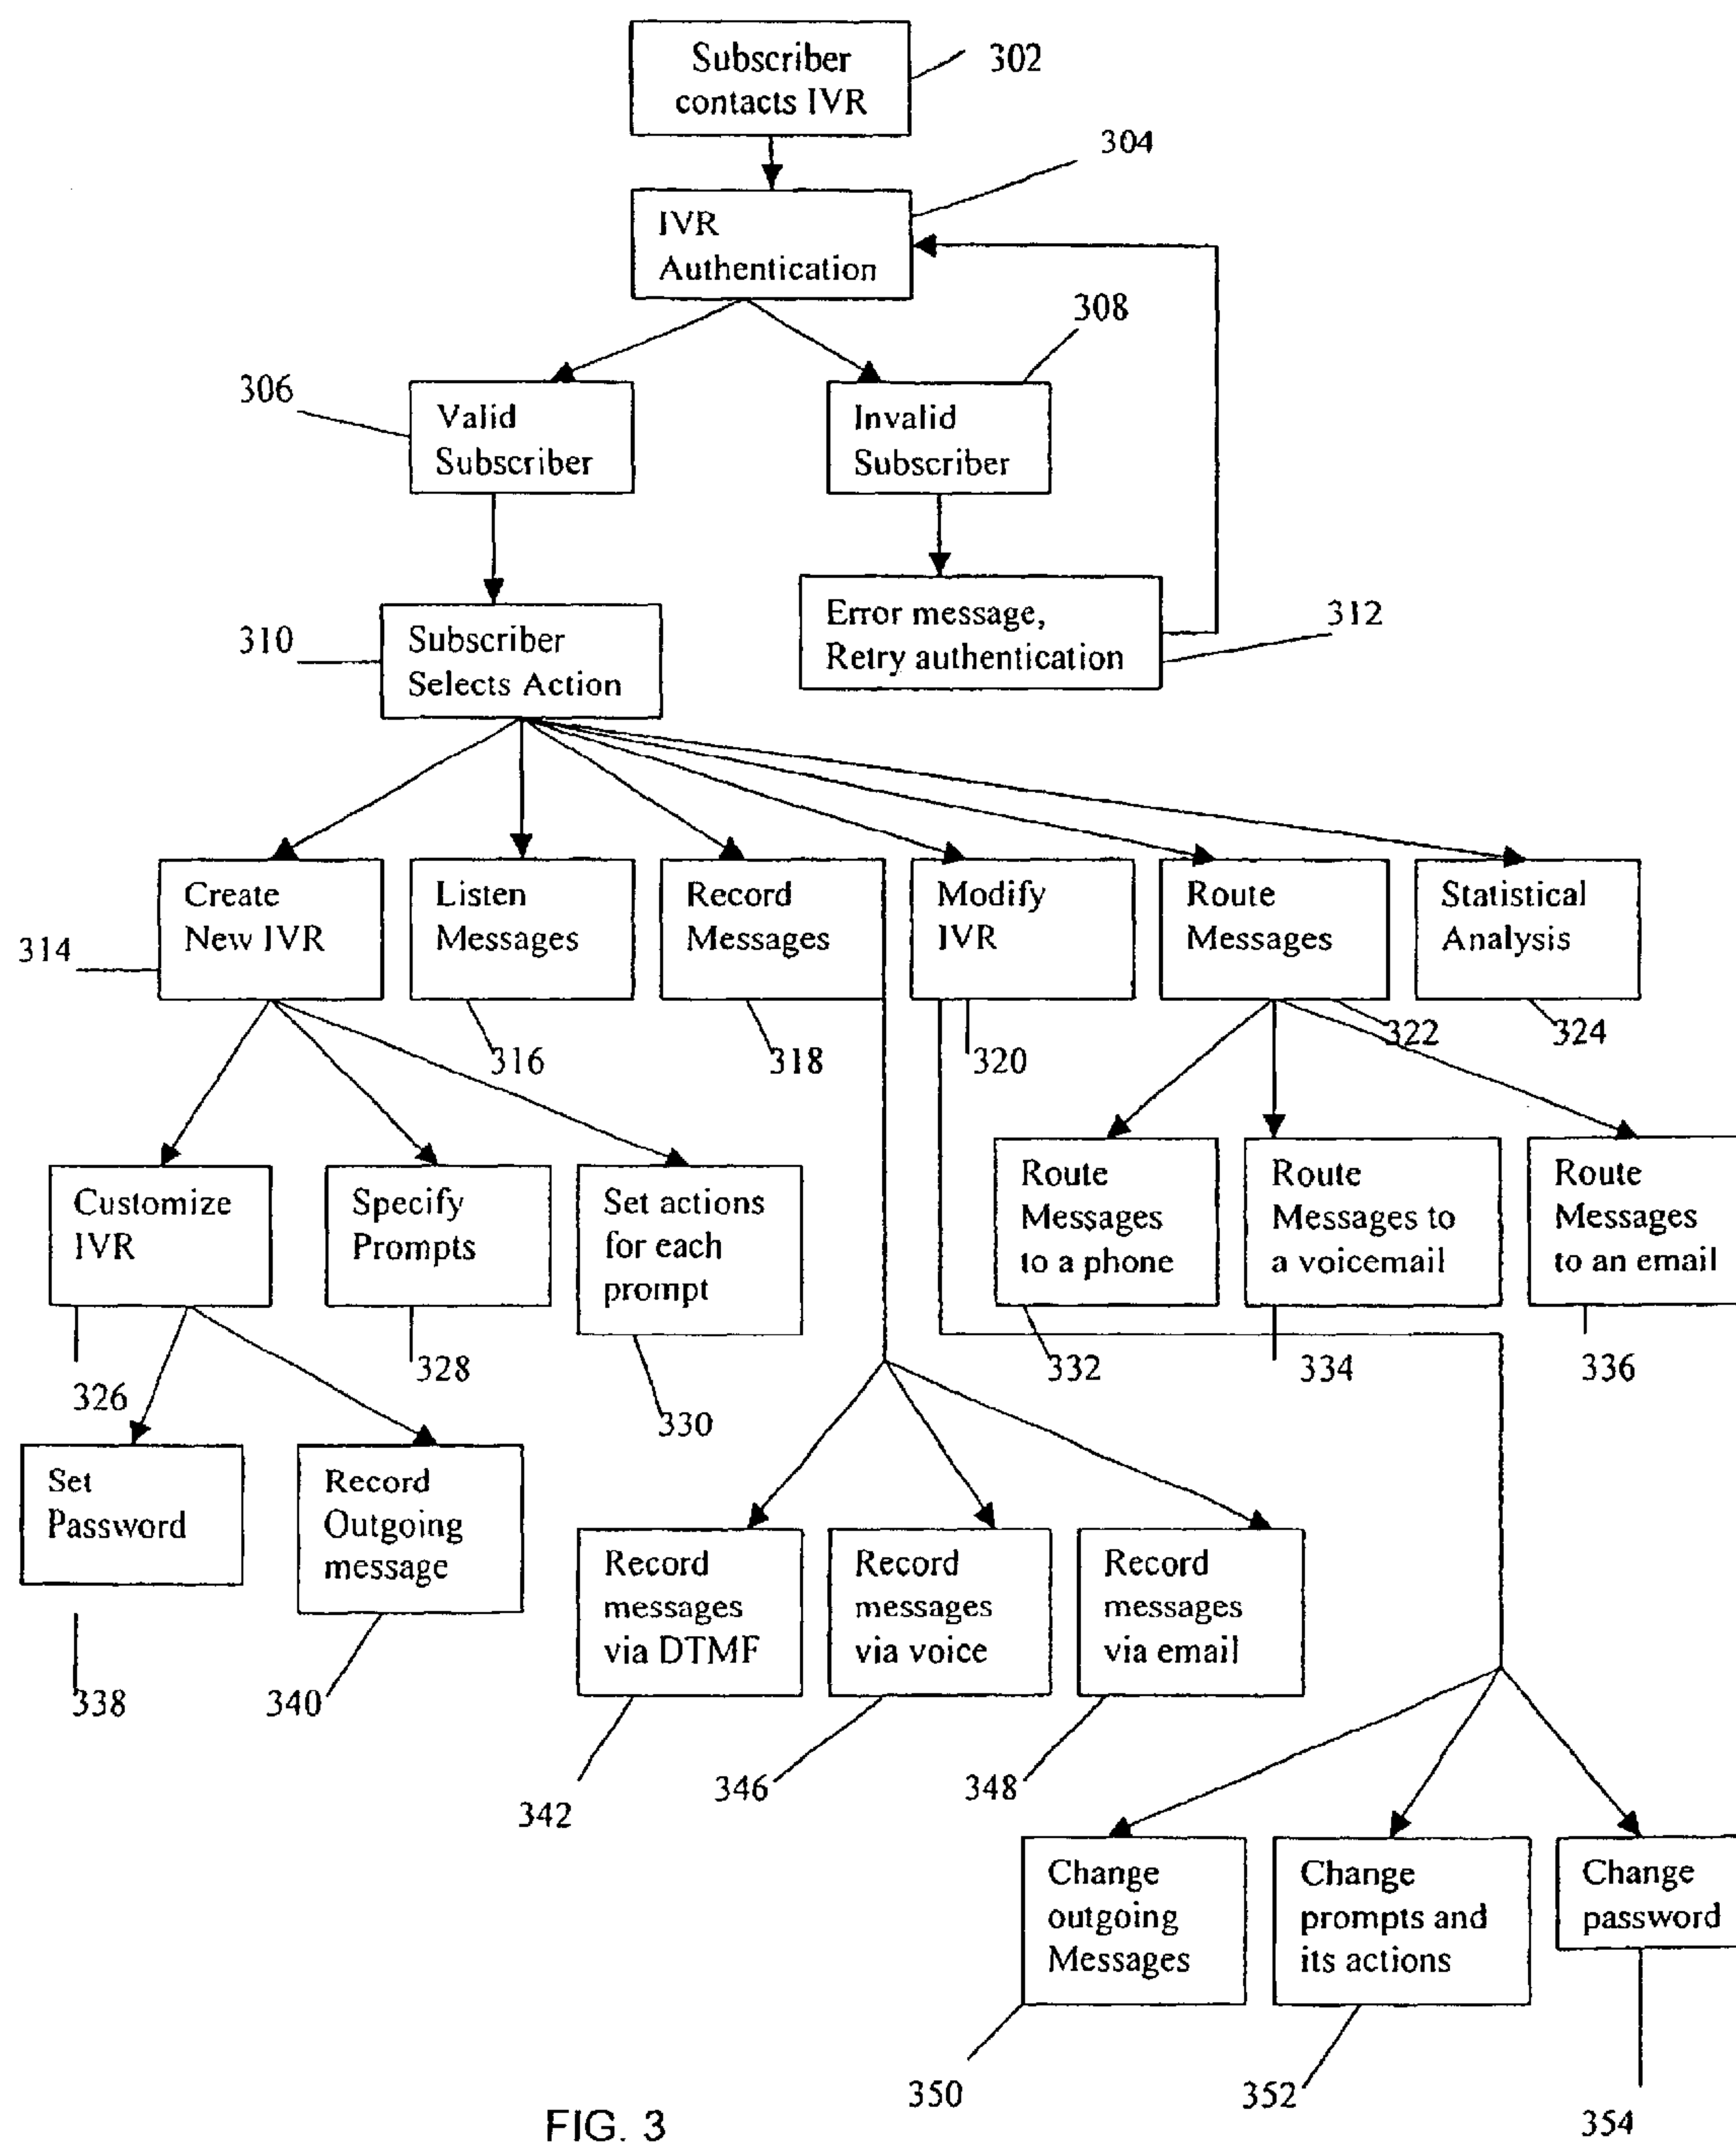 Subscriber
contacts IVR
302
304
IVR
Authentication
308
306
Valid
Subscriber
Invalid
Subscriber
310
Subscriber
Selects Action
Error message,
Retry authentication
312
314
Create
New IVR
Listen
Messages
Record
Messages
Modify
IVR
Route
Messages
Statistical
Analysis
316
318
320
322
324
Customize
IVR
Specify
Prompts
Set actions
for each
prompt
Route
Messages
to a phone
Route
Messages to
a voicemail
Route
Messages
to an email
326
328
330
332
334
336
Set
Password
Record
Outgoing
message
Record
messages
via DTMF
Record
messages
via voice
Record
messages
via email
338
340
342
346
348
Change
outgoing
Messages
Change
prompts and
its actions
Change
password
350
352
354
FIG. 3